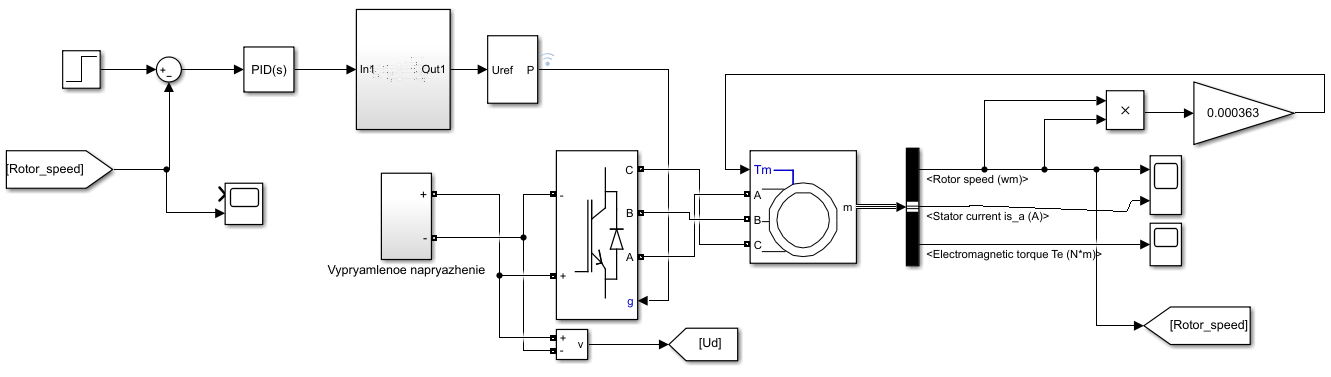 +
_
PID(s)
In1
Out1
Uref
P
[Rotor_speed]
+
-
Vypryamlenoe napryazhenie
-
+
C
B
A
g
+
-
v
[Ud]
Tm
A
B
C
m
<Rotor speed (wm)>
<Stator current is_a (A)>
<Electromagnetic torque Te (N*m)>
×
0.000363
[Rotor_speed]